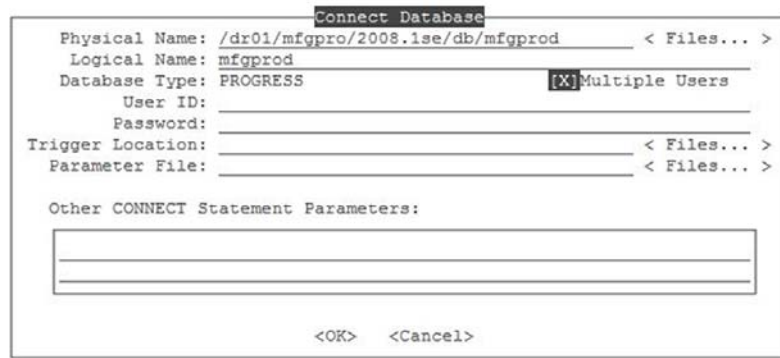 Connect Database
Physical Name: /dr01/mfgpro/2008.1se/db/mfgprod < Files... >
Logical Name: mfgprod
Database Type: PROGRESS [X]Multiple Users
User ID:
Password:
Trigger Location: < Files... >
Parameter File: < Files... >
Other CONNECT Statement Parameters:
<OK> <Cancel>